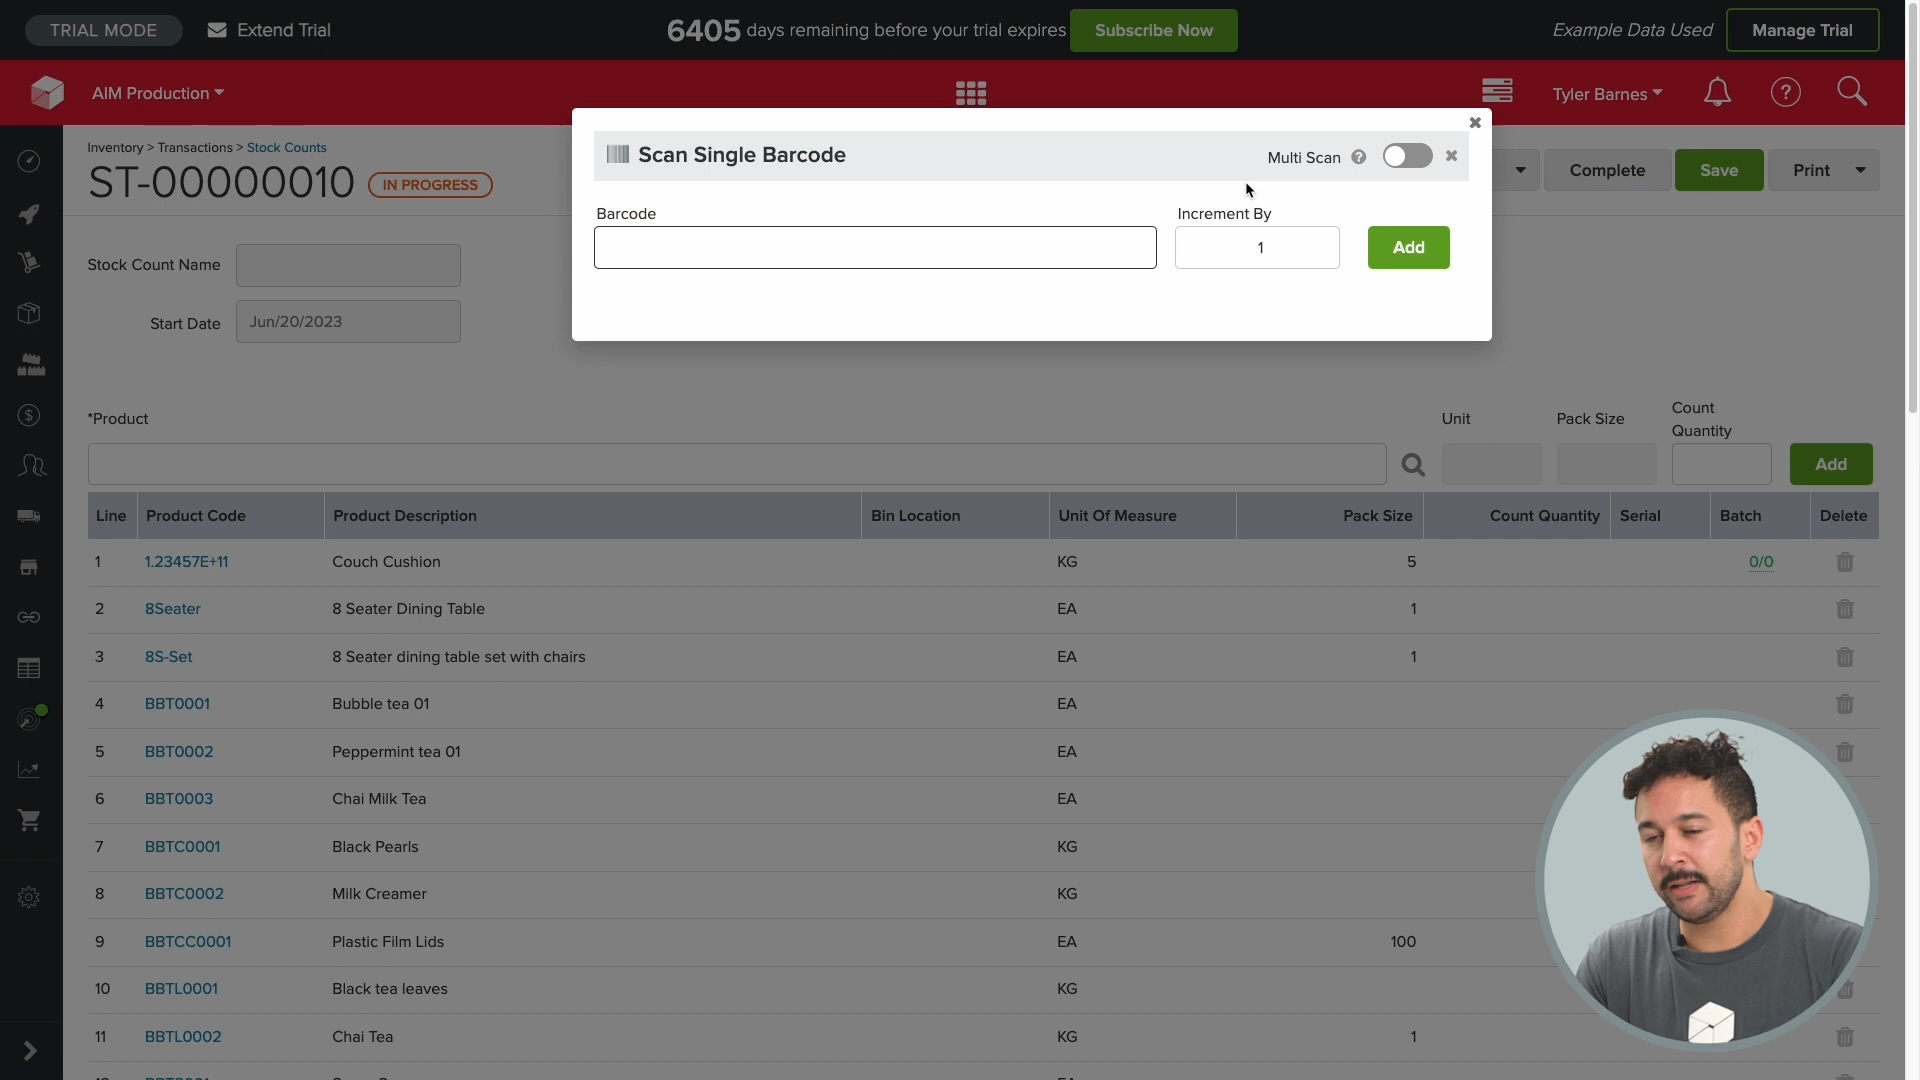 TRIAL MODE
Extend Trial
6405 days remaining before your trial expires
Subscribe Now
Example Data Used
Manage Trial
AIM Production
Tyler Barnes
Inventory > Transactions > Stock Counts
ST-00000010
IN PROGRESS
Complete
Save
Print
Scan Single Barcode
Multi Scan
Barcode
Increment By
1
Add
Stock Count Name
Start Date
Jun/20/2023
*Product
Unit
Pack Size
Count
Quantity
Add
Line Product Code Product Description Bin Location Unit Of Measure Pack Size Count Quantity Serial Batch Delete
1 1.23457E+11 Couch Cushion KG 5 0/0
2 8Seater 8 Seater Dining Table EA 1
3 8S-Set 8 Seater dining table set with chairs EA 1
4 BBT0001 Bubble tea 01 EA
5 BBT0002 Peppermint tea 01 EA
6 BBT0003 Chai Milk Tea EA
7 BBTC0001 Black Pearls KG
8 BBTC0002 Milk Creamer KG
9 BBTCC0001 Plastic Film Lids EA 100
10 BBTL0001 Black tea leaves KG
11 BBTL0002 Chai Tea KG 1